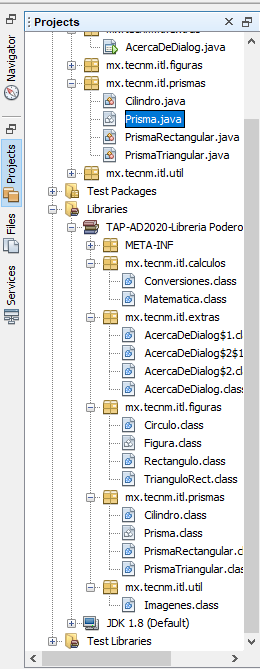 Projects
Navigator
Projects
Files
Services
AcercaDeDialog.java
mx.tecnm.itl.figuras
mx.tecnm.itl.prismas
Cilindro.java
Prisma.java
PrismaRectangular.java
PrismaTriangular.java
mx.tecnm.itl.util
Test Packages
Libraries
TAP-AD2020-Libreria Podero
META-INF
mx.tecnm.itl.calculos
Conversiones.class
Matematica.class
mx.tecnm.itl.extras
AcercaDeDialog$1.cl
AcercaDeDialog$2$1
AcercaDeDialog$2.cl
AcercaDeDialog.class
mx.tecnm.itl.figuras
Circulo.class
Figura.class
Rectangulo.class
TrianguloRect.class
mx.tecnm.itl.prismas
Cilindro.class
Prisma.class
PrismaRectangular.cl
PrismaTriangular.clas
mx.tecnm.itl.util
Imagenes.class
JDK 1.8 (Default)
Test Libraries